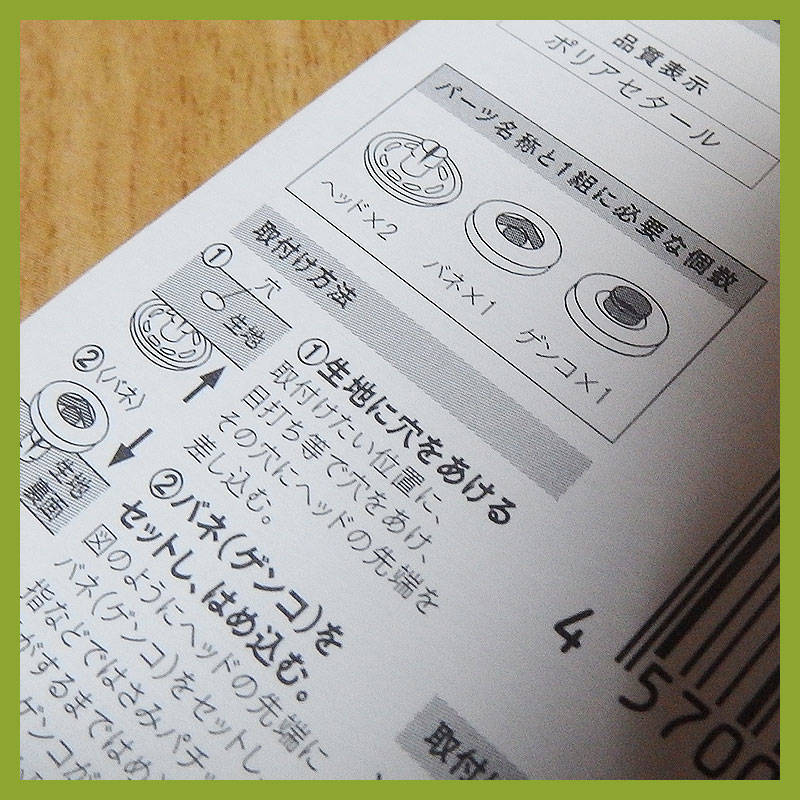 品質表示
ポリアセタール
パーツ名称と1組に必要な個数
ヘッド×2
バネ×1
ゲンコ×1
取付け方法
①
穴
生地
②(バネ)
生地
裏面
①生地に穴をあける
取付けたい位置に、
目打ち等で穴をあけ、
その穴にヘッドの先端を
差し込む。
②バネ(ゲンコ)を
セットし、はめ込む。
図のようにヘッドの先端に
バネ(ゲンコ)をセットし、
指などではさみパチッ
がするまではめ
ゲンコが
取付け
4
5700